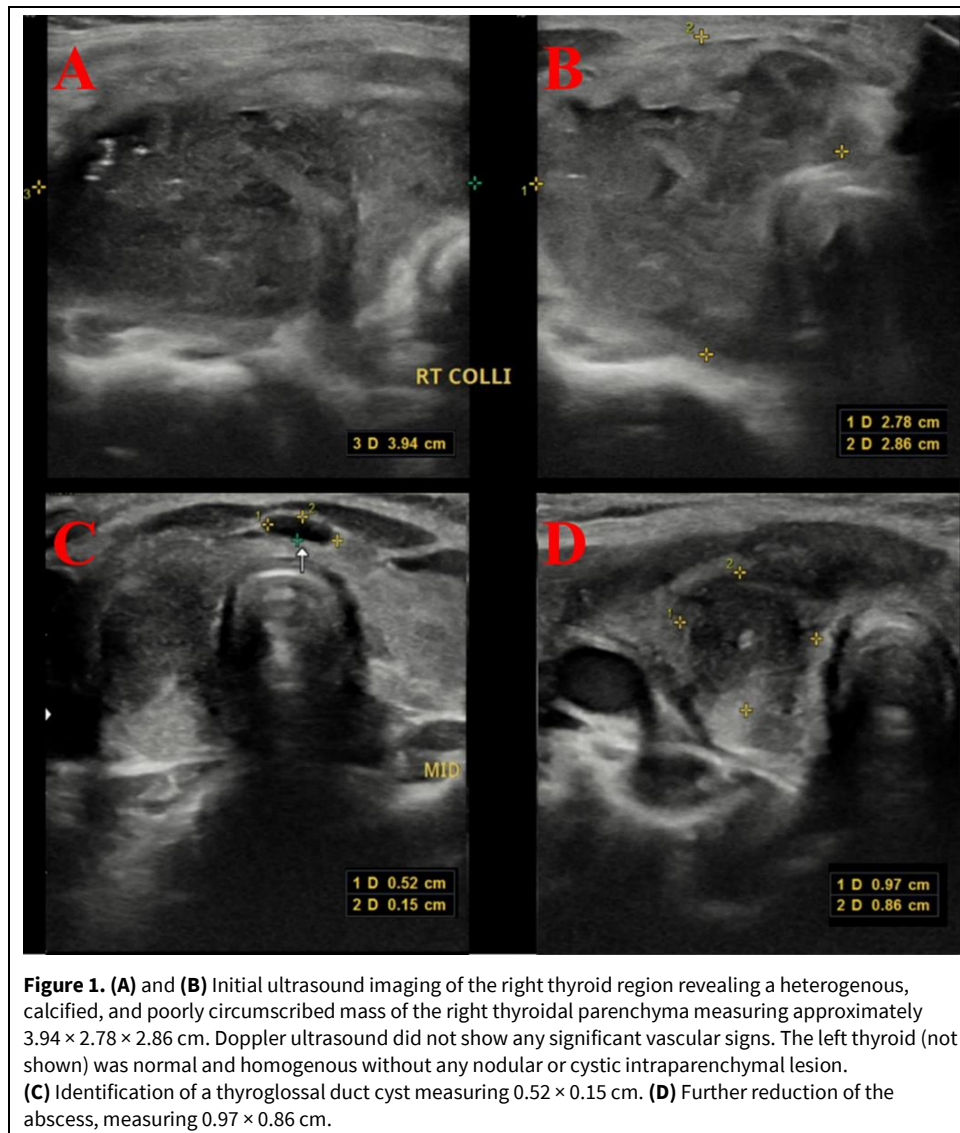 A
B
2
3
1
RT COLLI
3 D 3.94 cm
1 D 2.78 cm
2 D 2.86 cm
C
D
1
2
2
1
MID
1 D 0.52 cm
2 D 0.15 cm
1 D 0.97 cm
2 D 0.86 cm
Figure 1. (A) and (B) Initial ultrasound imaging of the right thyroid region revealing a heterogenous,
calcified, and poorly circumscribed mass of the right thyroidal parenchyma measuring approximately
3.94 × 2.78 × 2.86 cm. Doppler ultrasound did not show any significant vascular signs. The left thyroid (not
shown) was normal and homogenous without any nodular or cystic intraparenchymal lesion.
(C) Identification of a thyroglossal duct cyst measuring 0.52 × 0.15 cm. (D) Further reduction of the
abscess, measuring 0.97 × 0.86 cm.